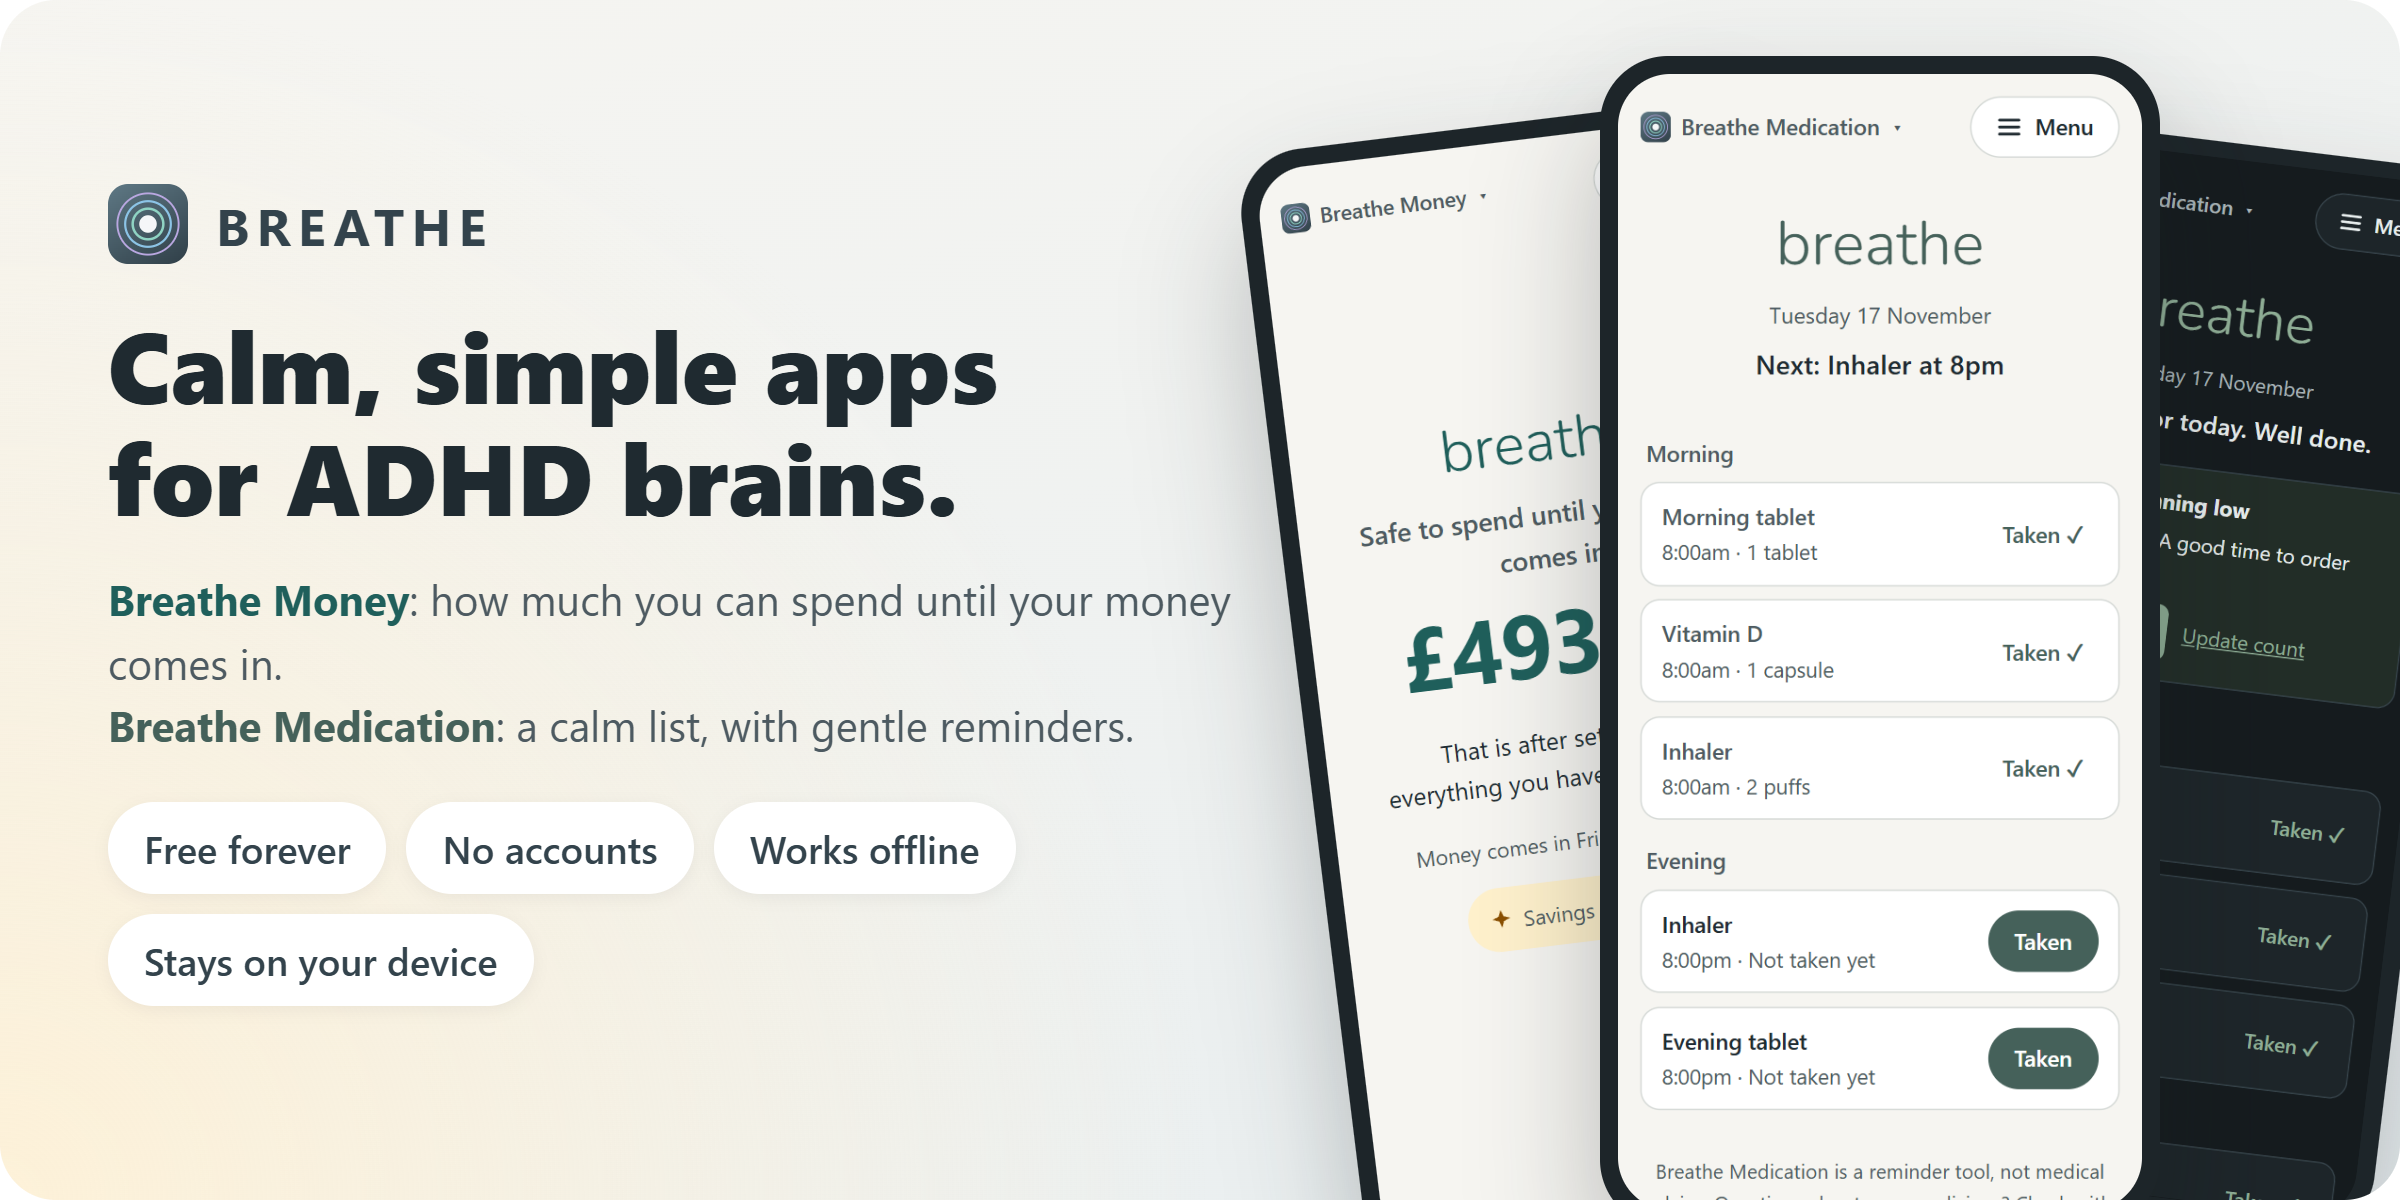 BREATHE
Calm, simple apps
for ADHD brains.
Breathe Money: how much you can spend until your money
comes in.
Breathe Medication: a calm list, with gentle reminders.
Free forever
No accounts
Works offline
Stays on your device
Breathe Money
breath
Safe to spend until
comes in
£493
That is after set
everything you have
Money comes in Fri
Savings
Breathe Medication
Menu
breathe
Tuesday 17 November
Next: Inhaler at 8pm
Morning
Morning tablet
8:00am · 1 tablet
Taken ✓
Vitamin D
8:00am · 1 capsule
Taken ✓
Inhaler
8:00am · 2 puffs
Taken ✓
Evening
Inhaler
8:00pm · Not taken yet
Taken
Evening tablet
8:00pm · Not taken yet
Taken
Breathe Medication is a reminder tool, not medical
dication
Me
reathe
day 17 November
or today. Well done.
ning low
A good time to order
Update count
Taken ✓
Taken ✓
Taken ✓